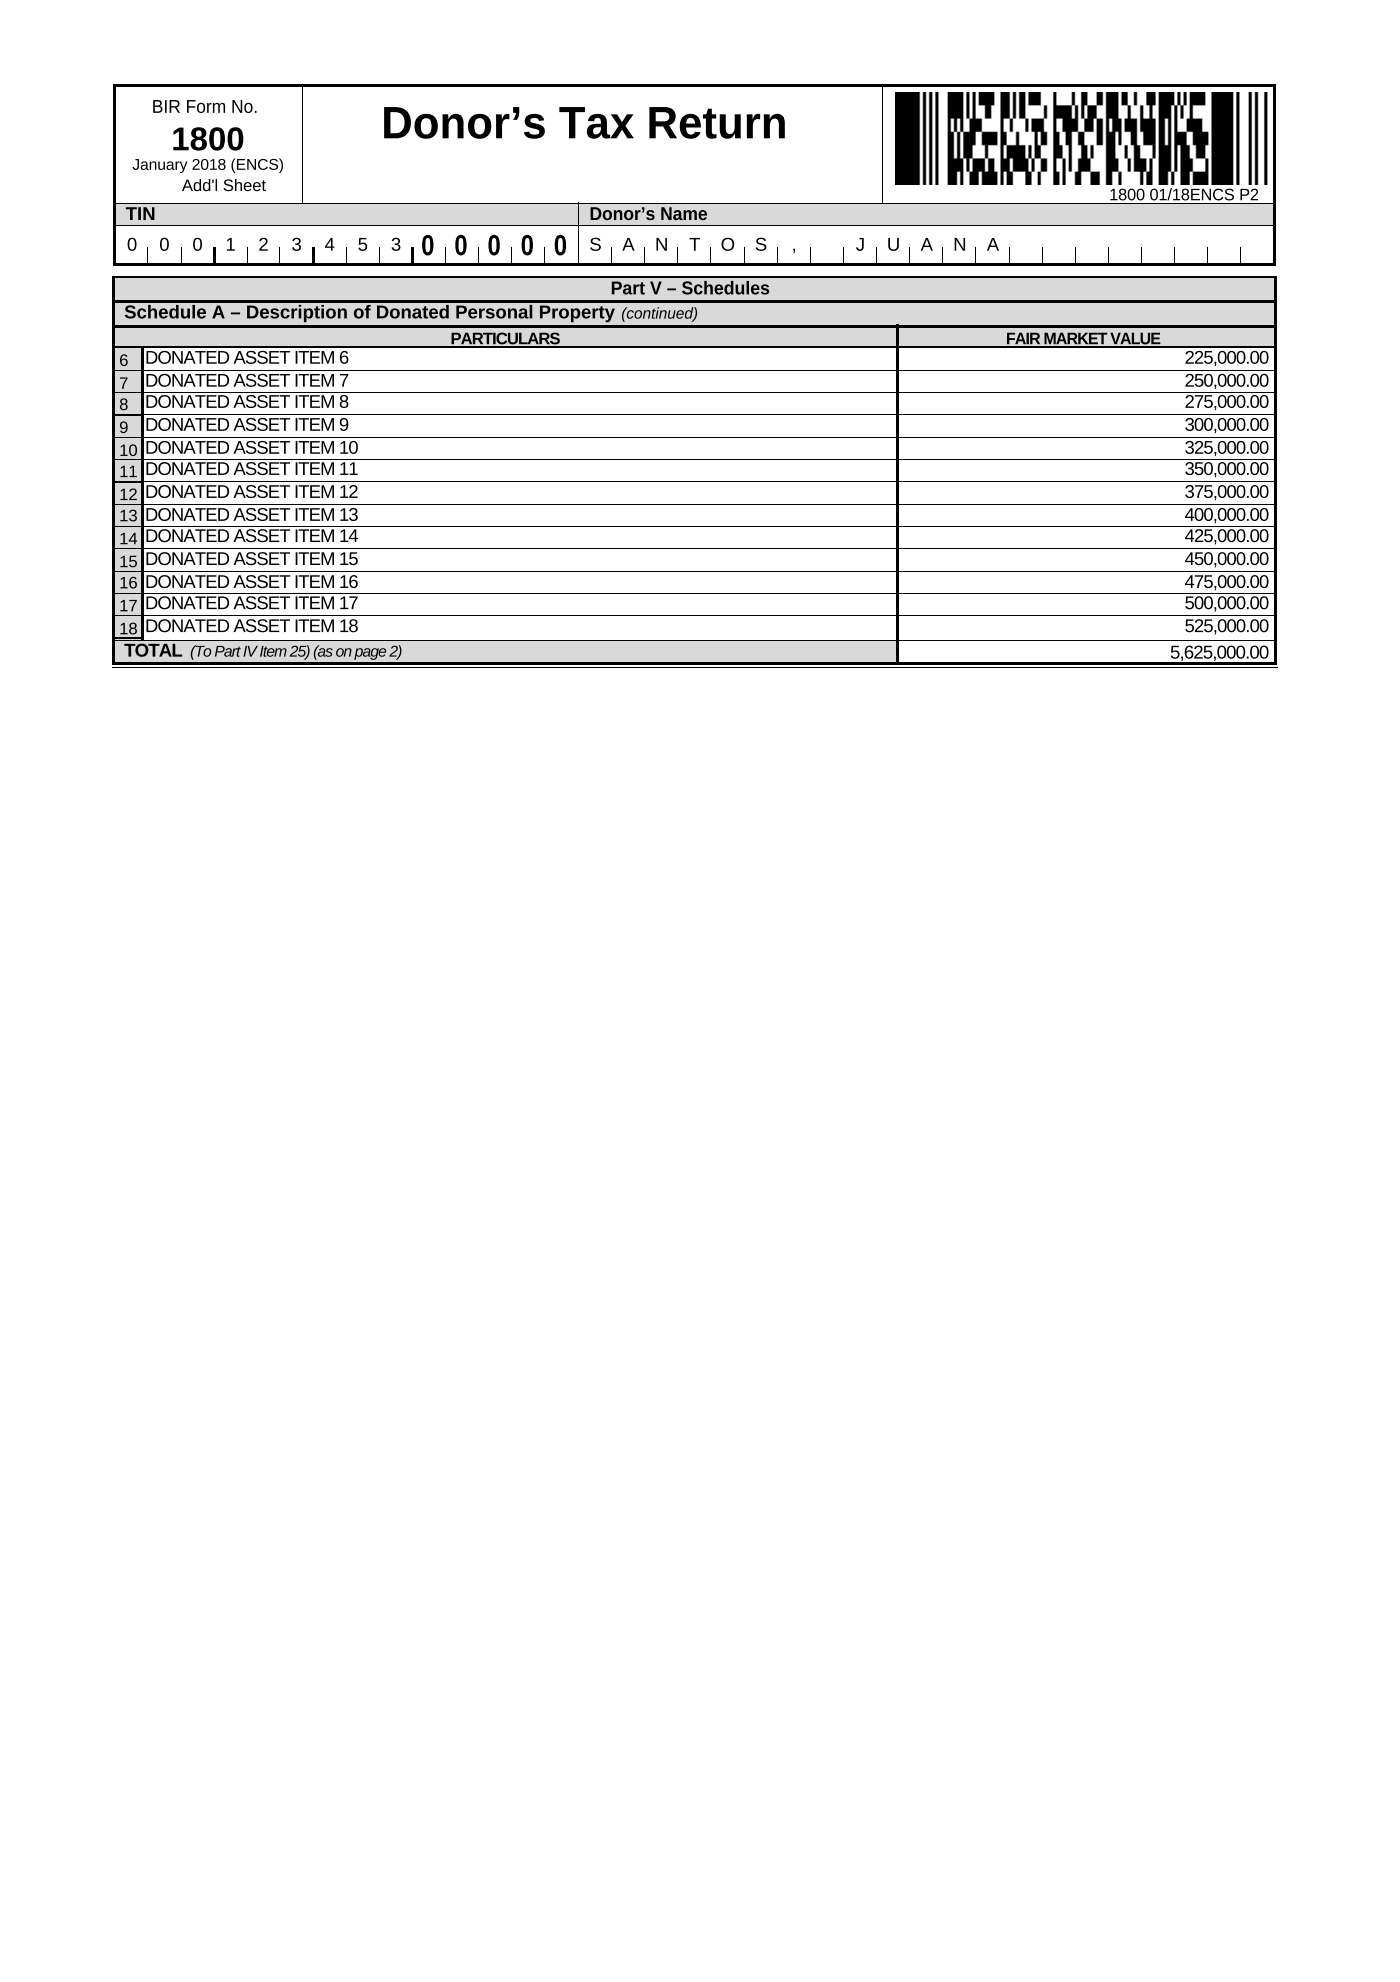 BIR Form No.
1800
January 2018 (ENCS)
Add'l Sheet
Donor’s Tax Return
1800 01/18ENCS P2
TIN Donor’s Name
0 0 0 1 2 3 4 5 3 0 0 0 0 0 S A N T O S , J U A N A
Part V – Schedules
Schedule A – Description of Donated Personal Property (continued)
PARTICULARS FAIR MARKET VALUE
6 DONATED ASSET ITEM 6 225,000.00
7 DONATED ASSET ITEM 7 250,000.00
8 DONATED ASSET ITEM 8 275,000.00
9 DONATED ASSET ITEM 9 300,000.00
10 DONATED ASSET ITEM 10 325,000.00
11 DONATED ASSET ITEM 11 350,000.00
12 DONATED ASSET ITEM 12 375,000.00
13 DONATED ASSET ITEM 13 400,000.00
14 DONATED ASSET ITEM 14 425,000.00
15 DONATED ASSET ITEM 15 450,000.00
16 DONATED ASSET ITEM 16 475,000.00
17 DONATED ASSET ITEM 17 500,000.00
18 DONATED ASSET ITEM 18 525,000.00
TOTAL (To Part IV Item 25) (as on page 2) 5,625,000.00